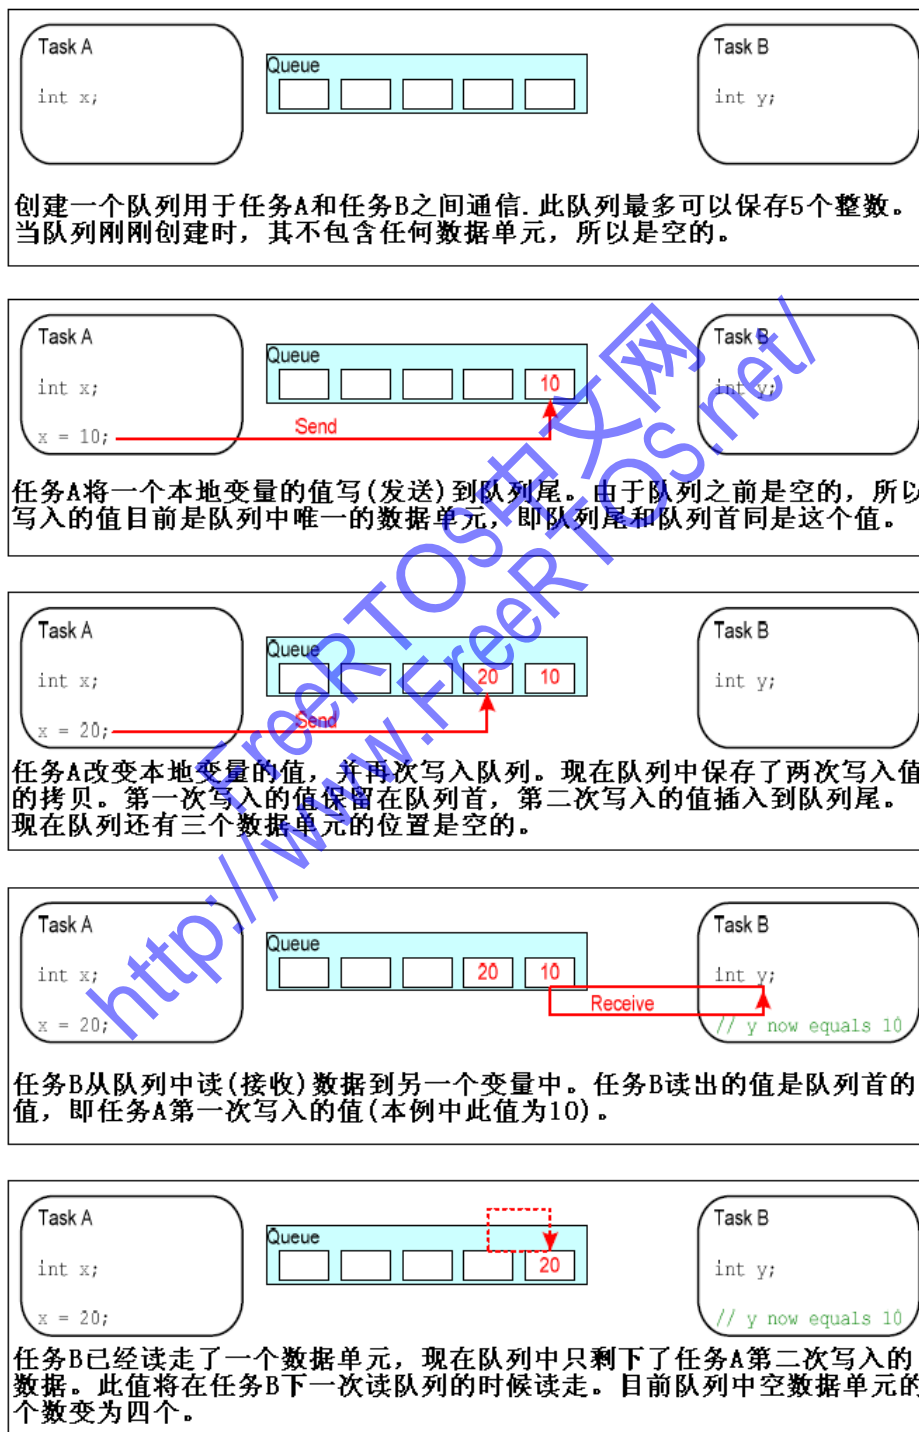 Task A
int x;
Queue
Task B
int y;
创建一个队列用于任务A和任务B之间通信.此队列最多可以保存5个整数。
当队列刚刚创建时，其不包含任何数据单元，所以是空的。
Task A
int x;
x = 10;
Queue
10
Send
Task B
int y;
任务A将一个本地变量的值写(发送)到队列尾。由于队列之前是空的，所以
写入的值目前是队列中唯一的数据单元，即队列尾和队列首同是这个值。
Task A
int x;
x = 20;
Queue
20 10
Send
Task B
int y;
任务A改变本地变量的值，并再次写入队列。现在队列中保存了两次写入值
的拷贝。第一次写入的值保留在队列首，第二次写入的值插入到队列尾。
现在队列还有三个数据单元的位置是空的。
Task A
int x;
x = 20;
Queue
20 10
Receive
Task B
int y;
// y now equals 10
任务B从队列中读(接收)数据到另一个变量中。任务B读出的值是队列首的
值，即任务A第一次写入的值(本例中此值为10)。
Task A
int x;
x = 20;
Queue
20
Task B
int y;
// y now equals 10
任务B已经读走了一个数据单元，现在队列中只剩下了任务A第二次写入的
数据。此值将在任务B下一次读队列的时候读走。目前队列中空数据单元的
个数变为四个。
FreeRTOS中文网
http://www.FreeRTOS.net/